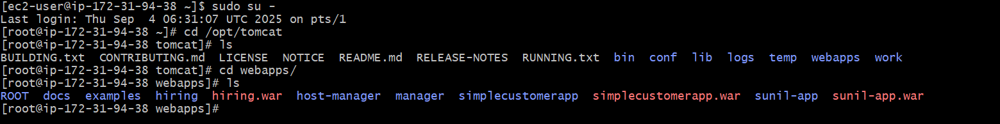 [ec2-user@ip-172-31-94-38 ~]$ sudo su -
Last login: Thu Sep  4 06:31:07 UTC 2025 on pts/1
[root@ip-172-31-94-38 ~]# cd /opt/tomcat
[root@ip-172-31-94-38 tomcat]# ls
BUILDING.txt  CONTRIBUTING.md  LICENSE  NOTICE  README.md  RELEASE-NOTES  RUNNING.txt  bin  conf  lib  logs  temp  webapps  work
[root@ip-172-31-94-38 tomcat]# cd webapps/
[root@ip-172-31-94-38 webapps]# ls
ROOT  docs  examples  hiring  hiring.war  host-manager  manager  simplecustomerapp  simplecustomerapp.war  sunil-app  sunil-app.war
[root@ip-172-31-94-38 webapps]#